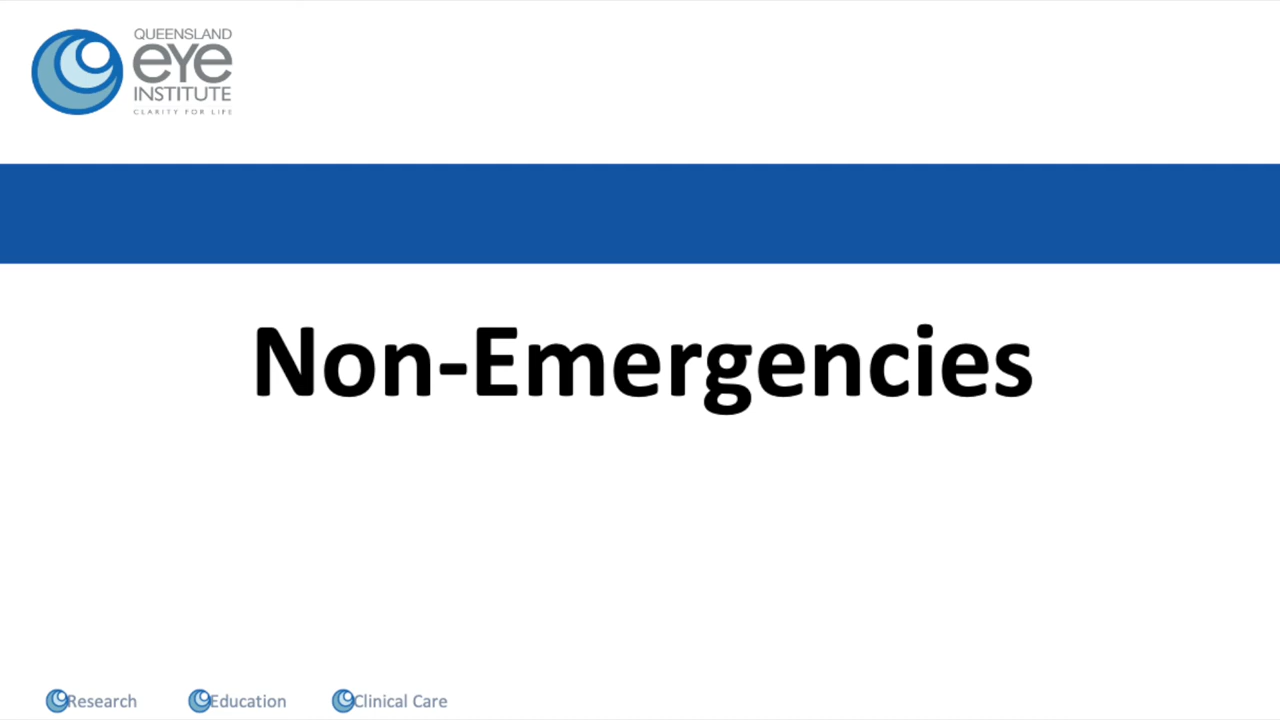 QUEENSLAND
eye
INSTITUTE
CLARITY FOR LIFE
Non-Emergencies
Research Education Clinical Care